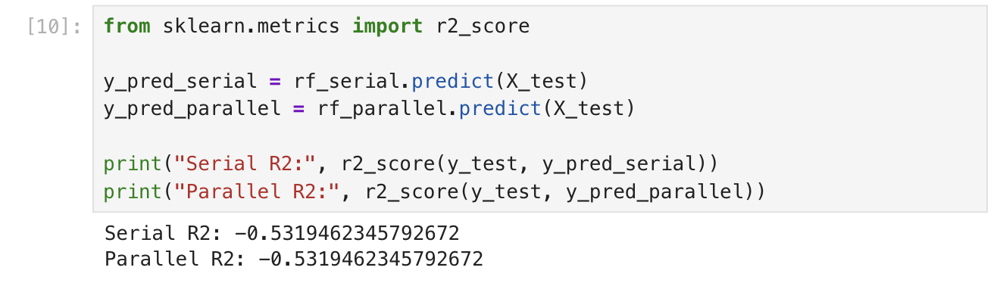 [10]: from sklearn.metrics import r2_score
y_pred_serial = rf_serial.predict(X_test)
y_pred_parallel = rf_parallel.predict(X_test)
print("Serial R2:", r2_score(y_test, y_pred_serial))
print("Parallel R2:", r2_score(y_test, y_pred_parallel))
Serial R2: -0.5319462345792672
Parallel R2: -0.5319462345792672